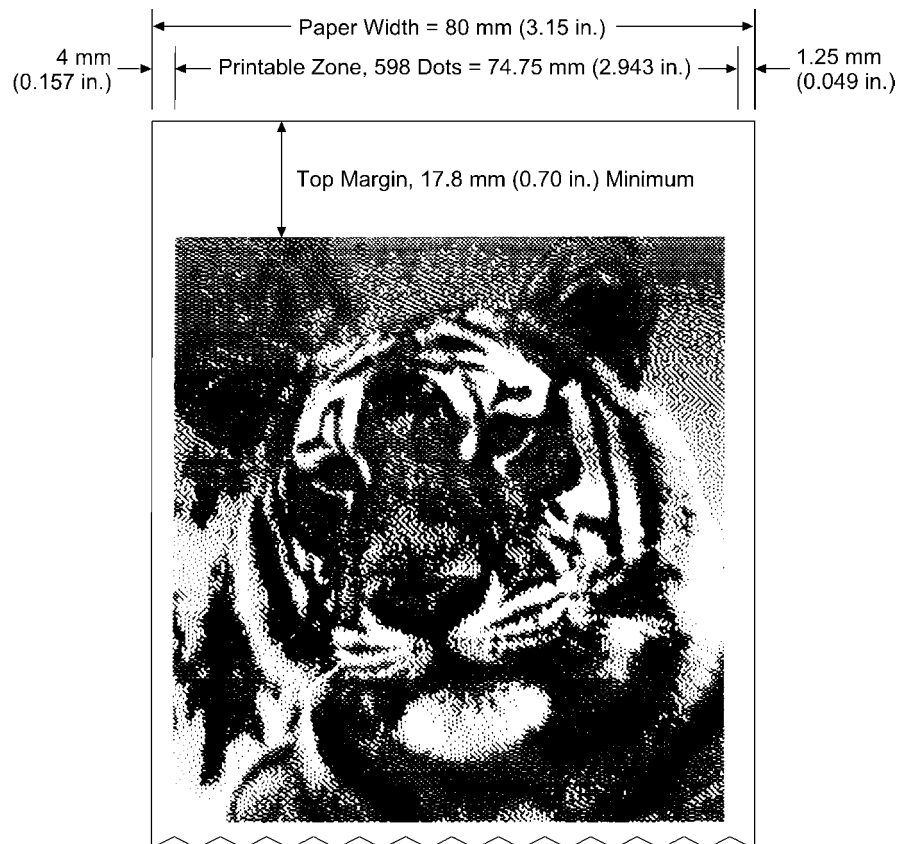 Paper Width = 80 mm (3.15 in.)
4 mm
(0.157 in.)
Printable Zone, 598 Dots = 74.75 mm (2.943 in.)
1.25 mm
(0.049 in.)
Top Margin, 17.8 mm (0.70 in.) Minimum